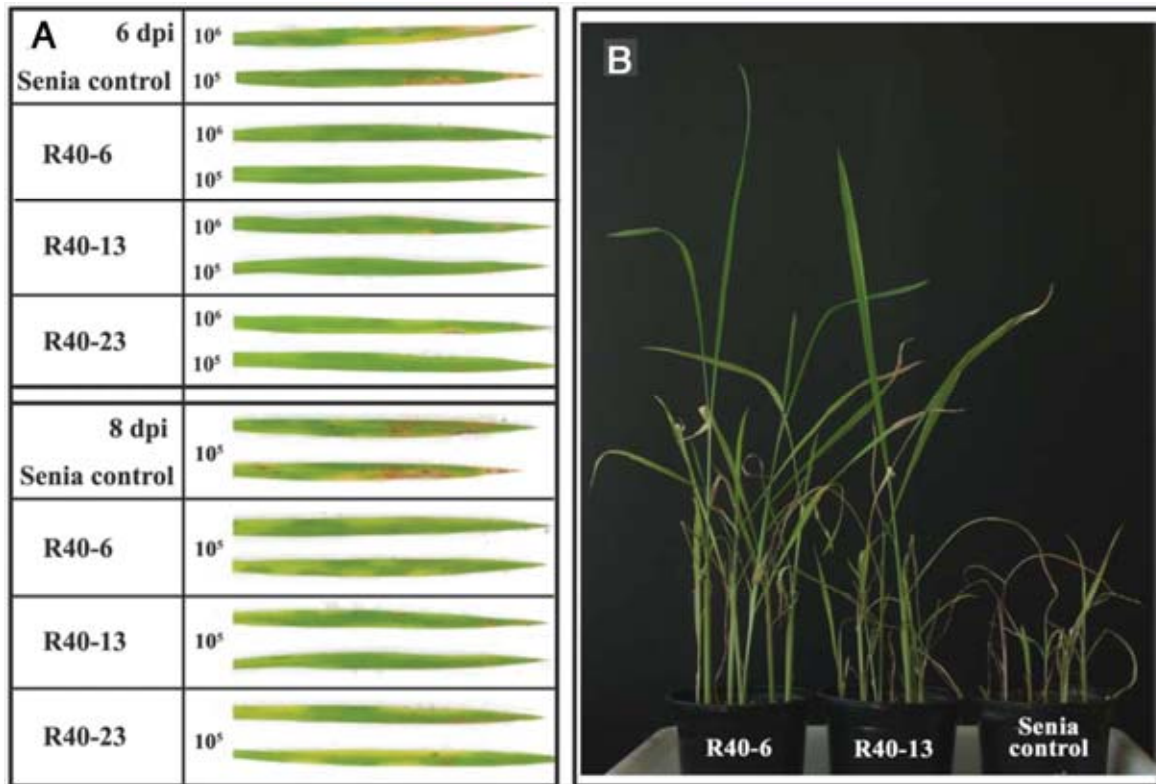 A
6 dpi
Senia control
10⁶
10⁵
R40-6
10⁶
10⁵
R40-13
10⁶
10⁵
R40-23
10⁶
10⁵
8 dpi
Senia control
10⁵
R40-6
10⁵
R40-13
10⁵
R40-23
10⁵
B
R40-6
R40-13
Senia
control